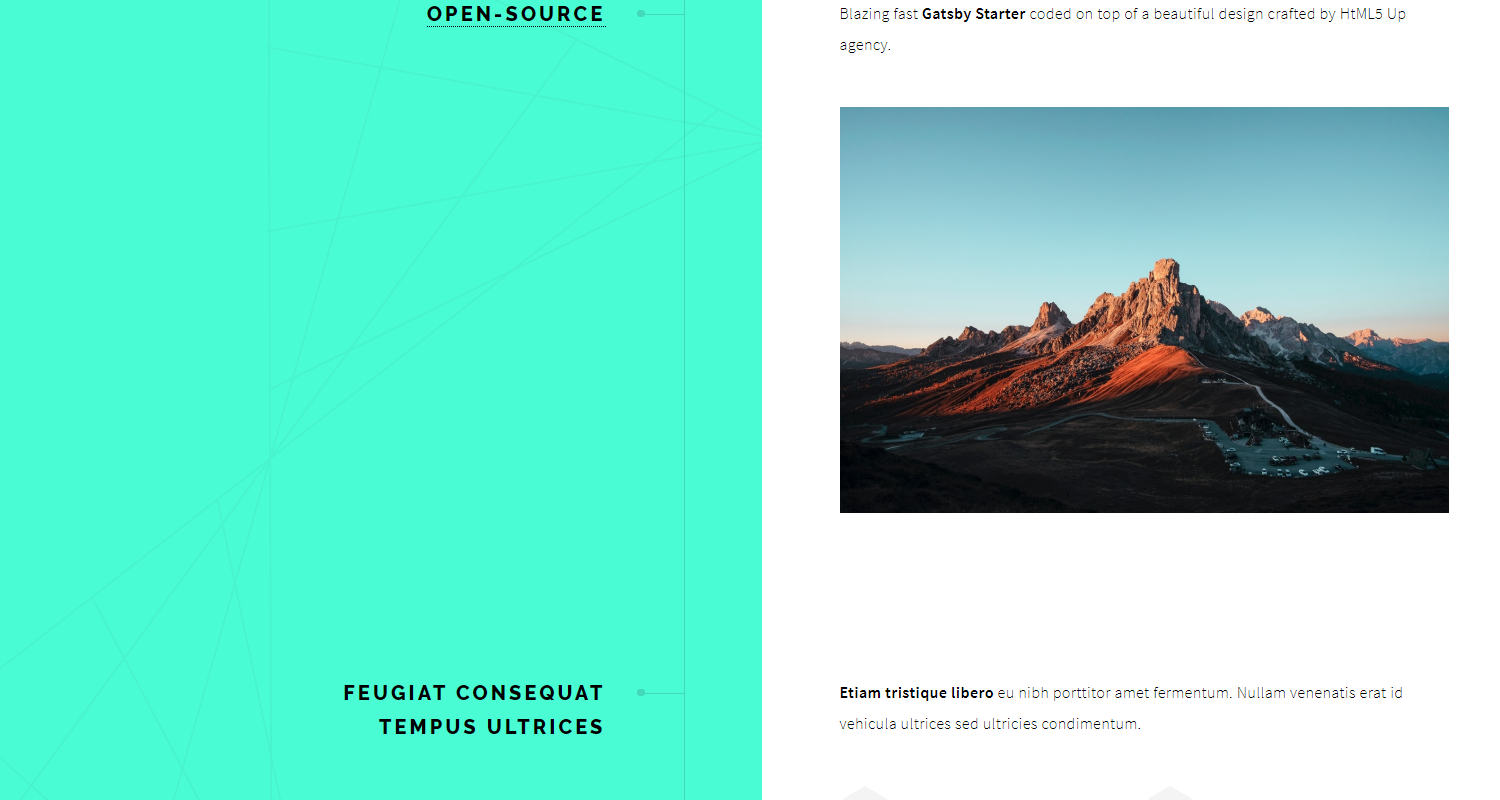 OPEN-SOURCE
Blazing fast Gatsby Starter coded on top of a beautiful design crafted by HtML5 Up
agency.
FEUGIAT CONSEQUAT
TEMPUS ULTRICES
Etiam tristique libero eu nibh porttitor amet fermentum. Nullam venenatis erat id
vehicula ultrices sed ultricies condimentum.